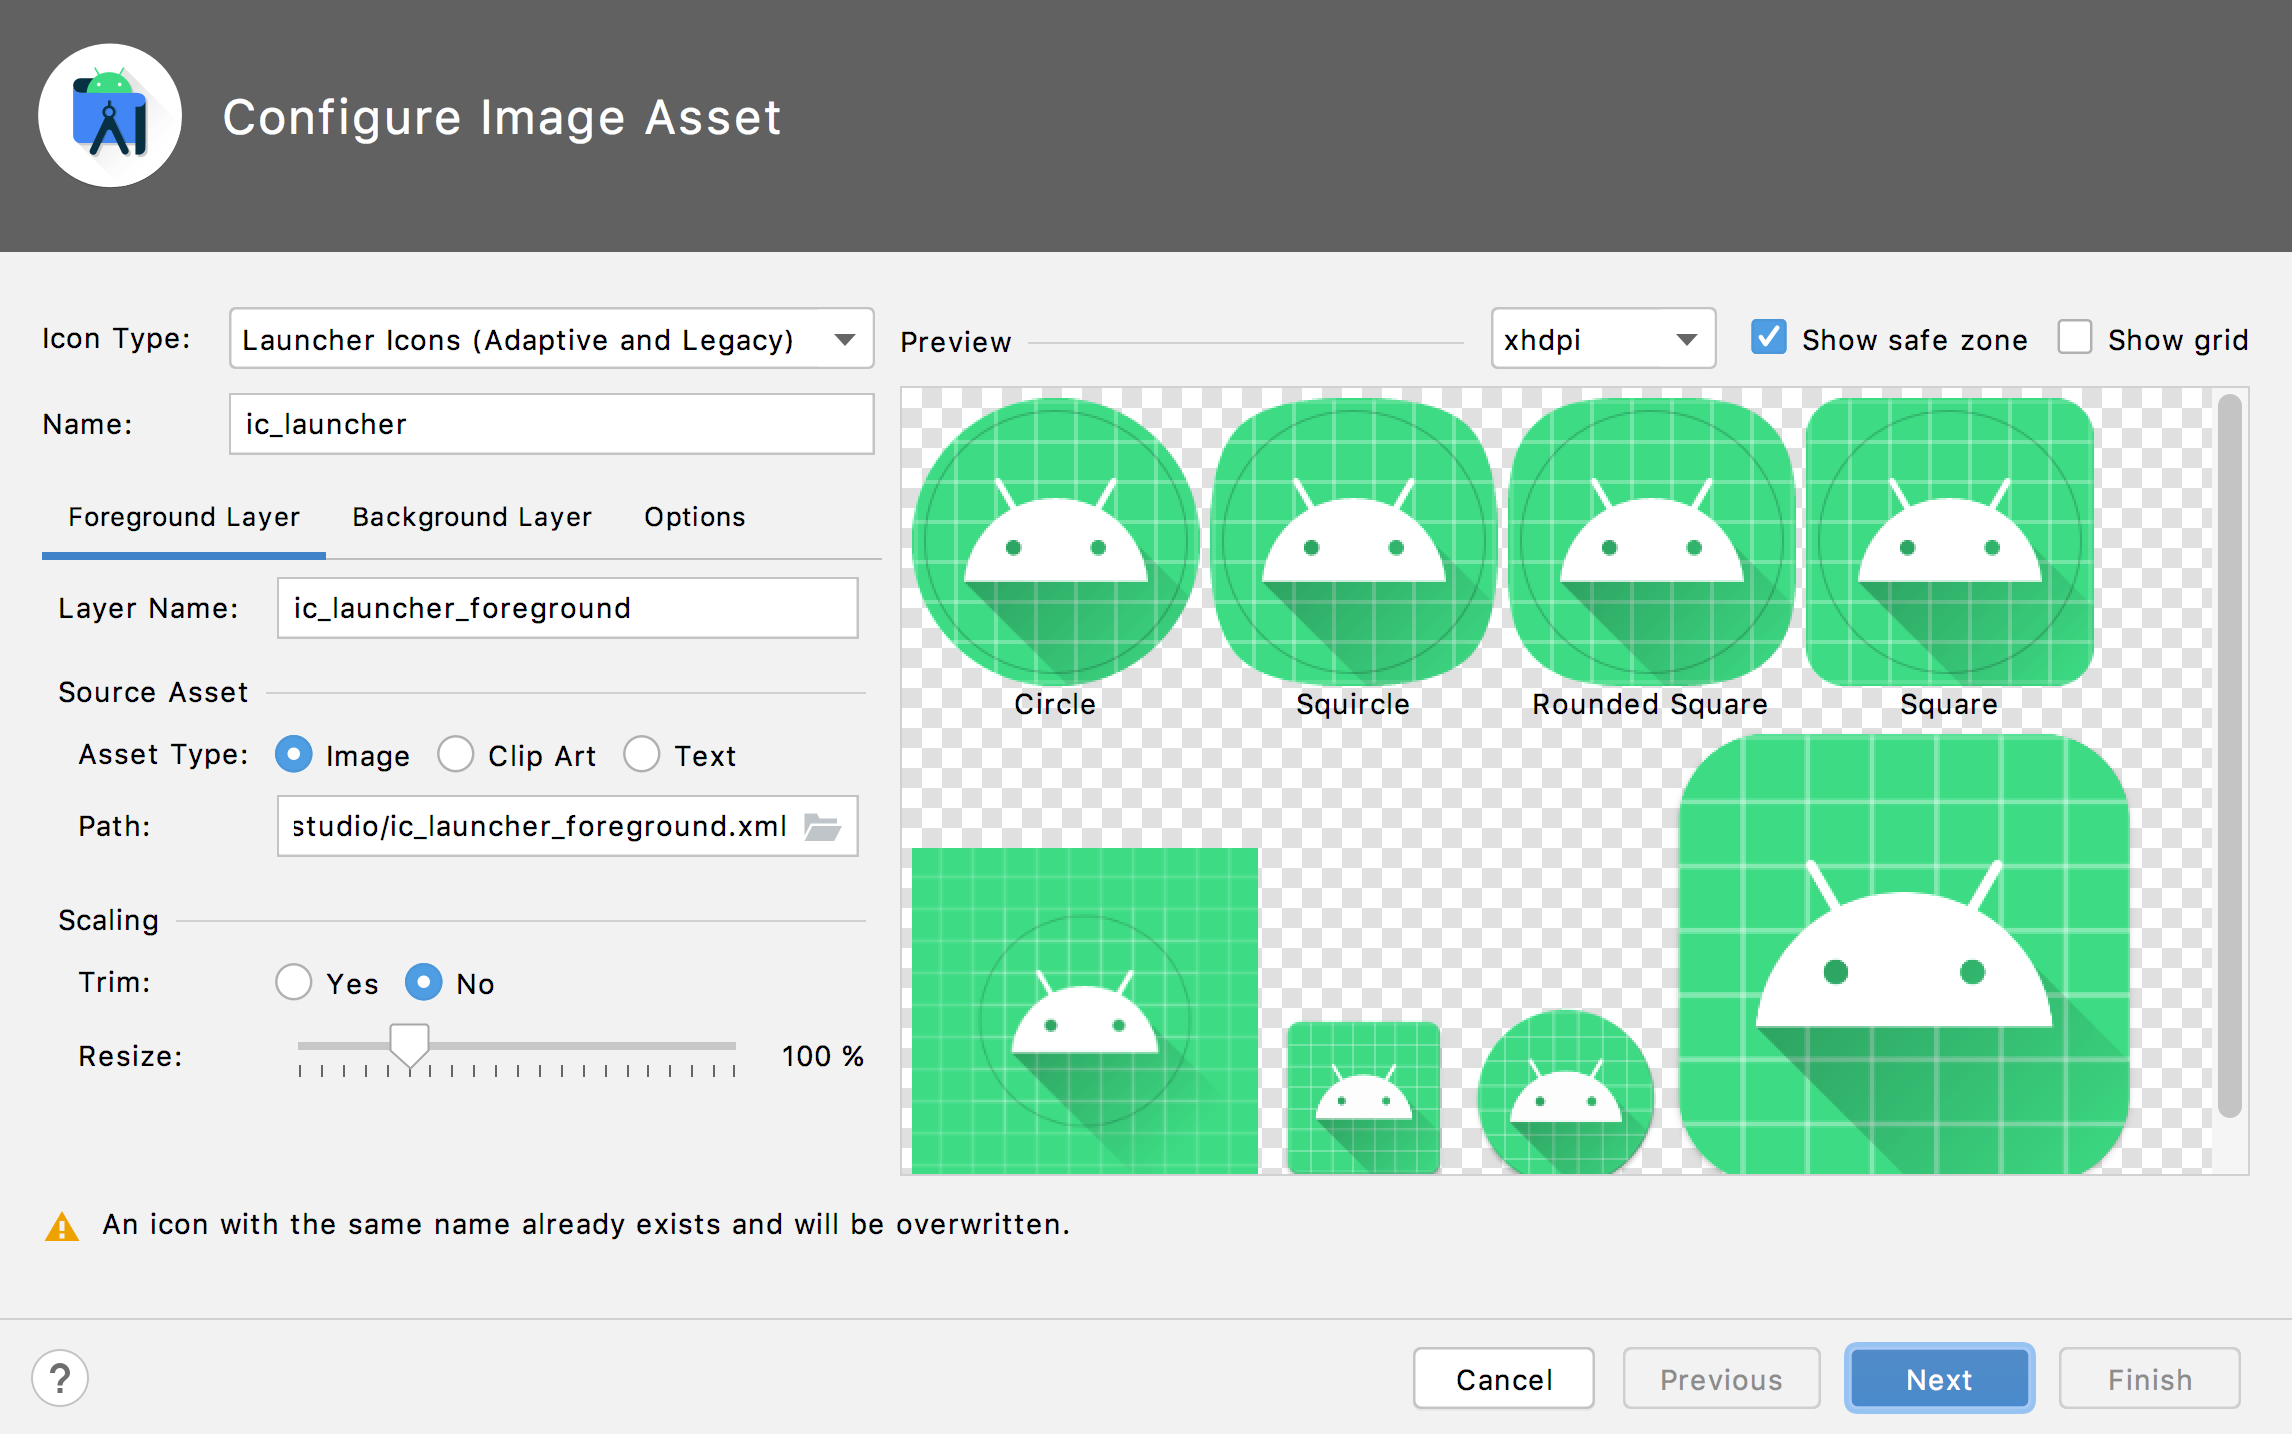 Configure Image Asset
Icon Type: Launcher Icons (Adaptive and Legacy)
Preview xhdpi Show safe zone Show grid
Name: ic_launcher
Foreground Layer Background Layer Options
Layer Name: ic_launcher_foreground
Source Asset
Asset Type: Image Clip Art Text
Path: studio/ic_launcher_foreground.xml
Scaling
Trim: Yes No
Resize: 100 %
Circle Squircle Rounded Square Square
An icon with the same name already exists and will be overwritten.
? Cancel Previous Next Finish